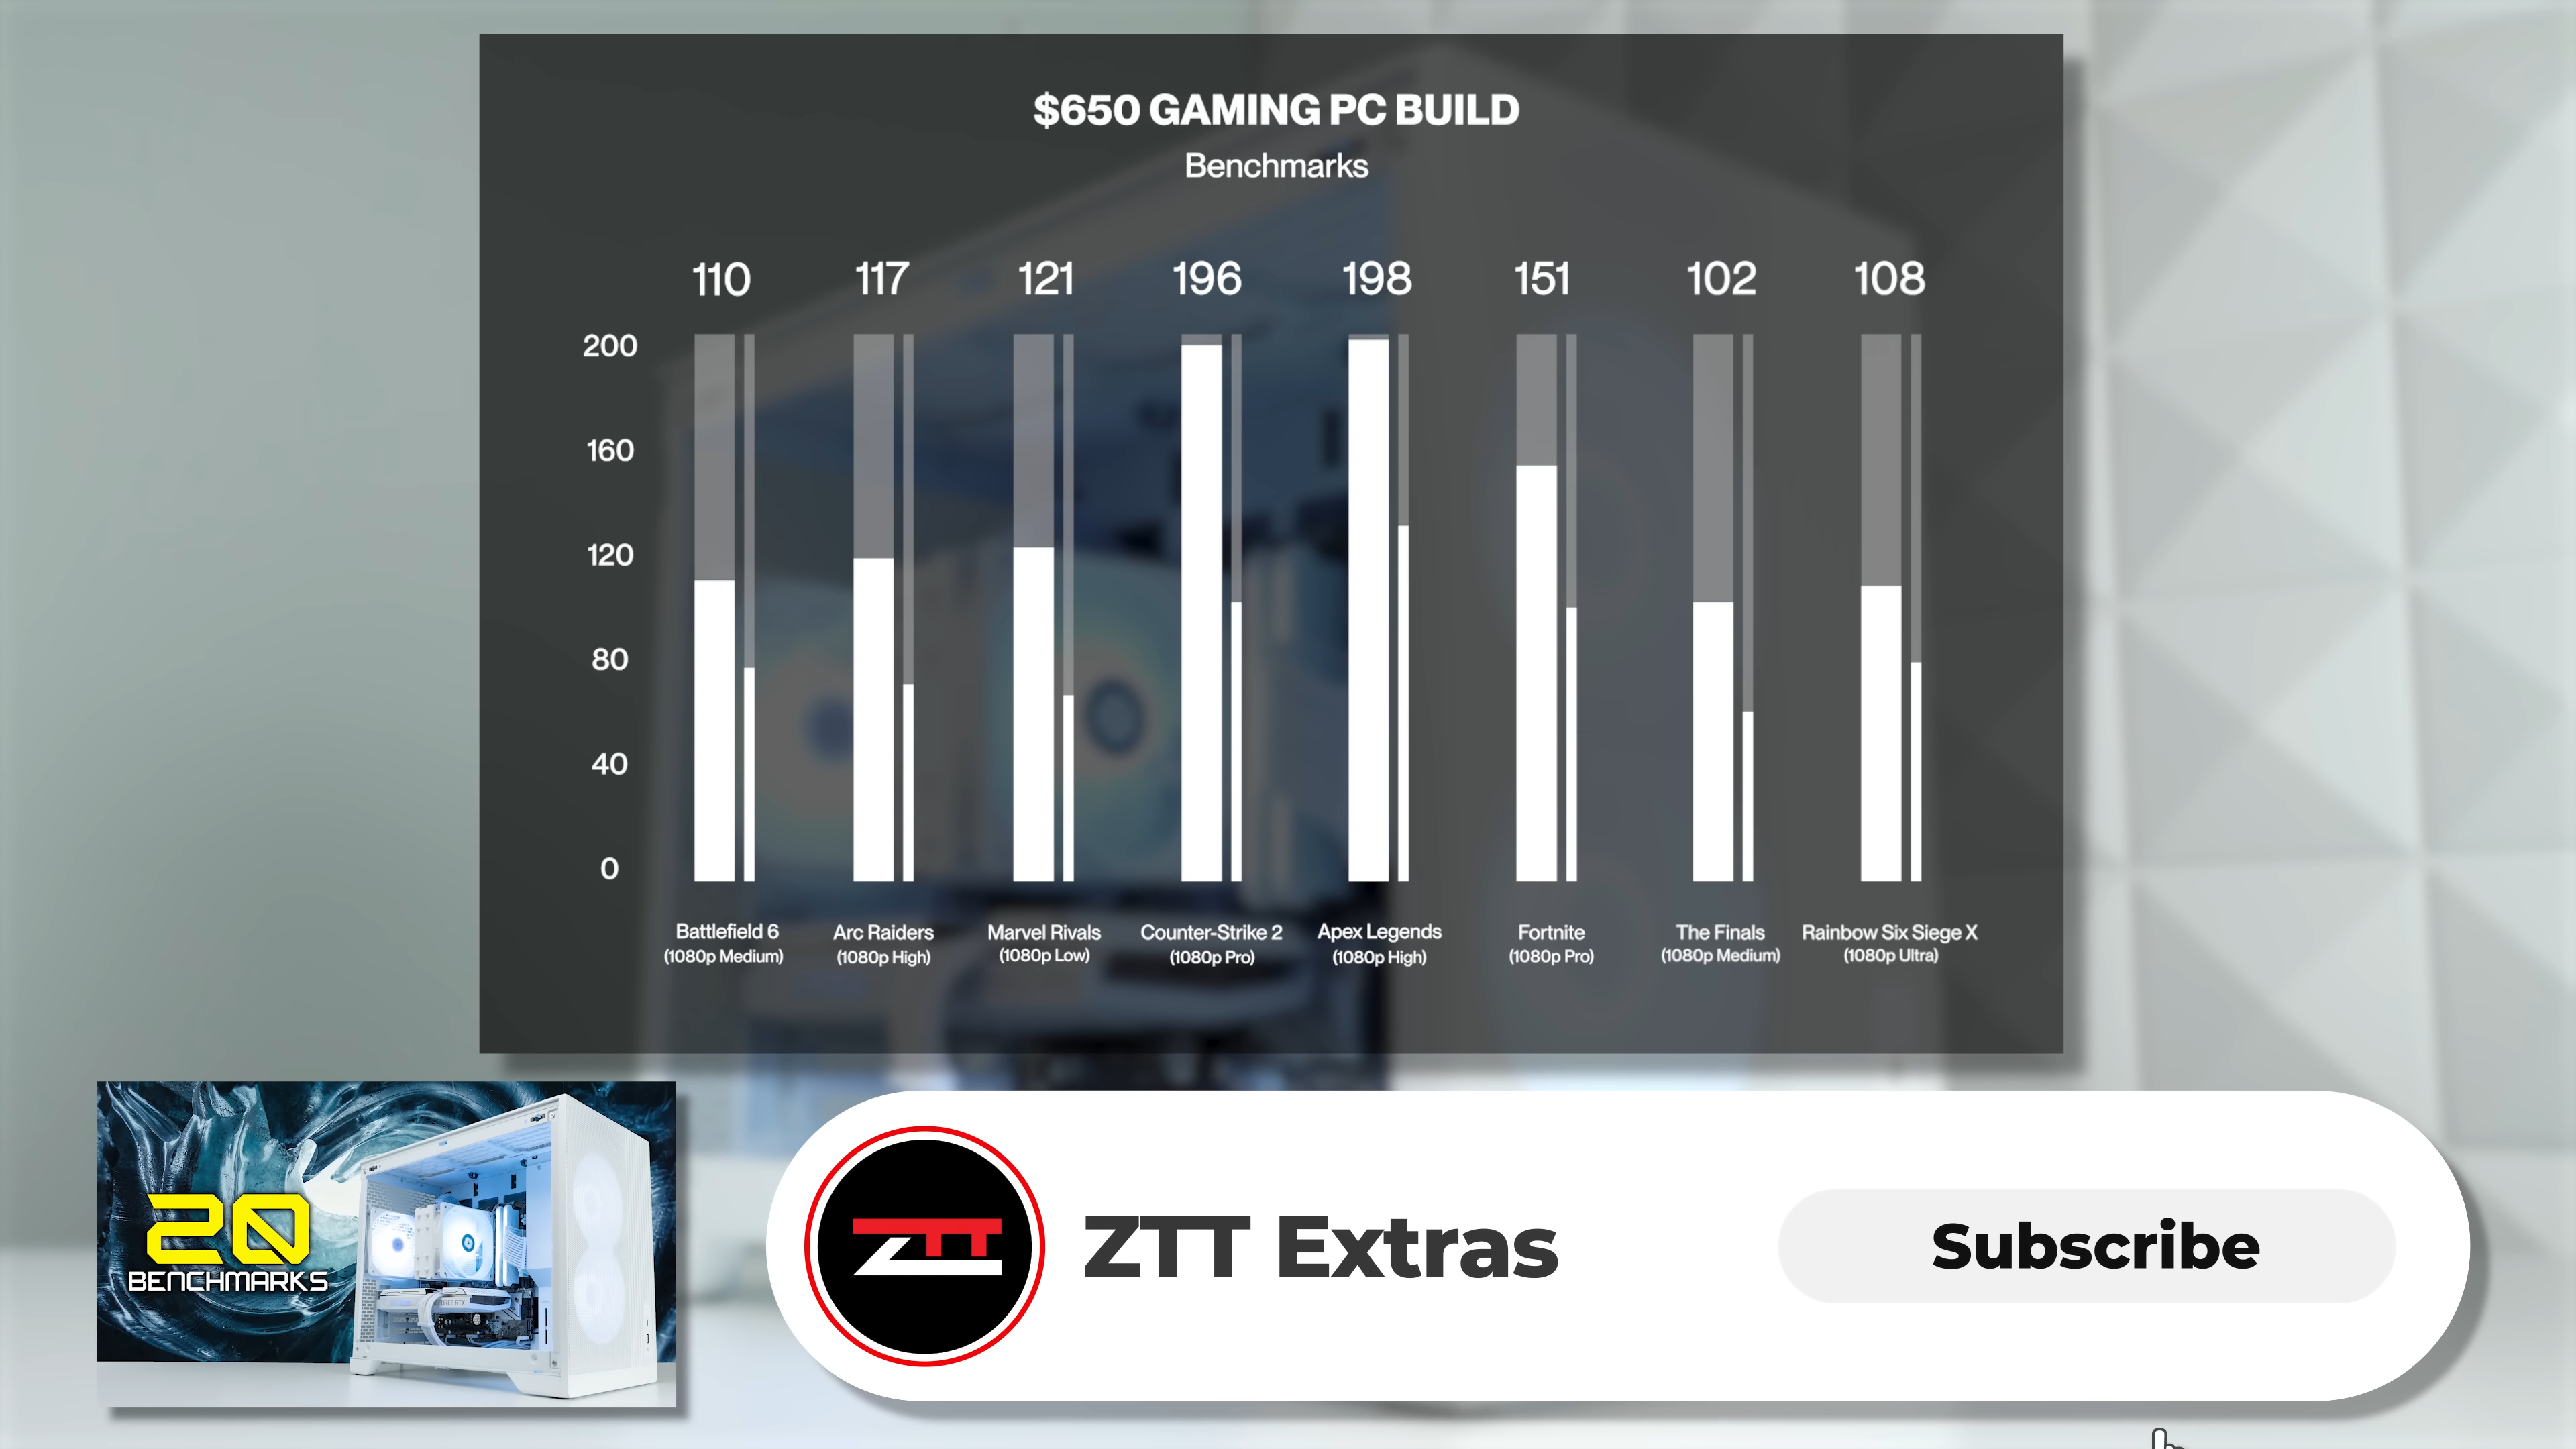 $650 GAMING PC BUILD
Benchmarks
110 117 121 196 198 151 102 108
200
160
120
80
40
0
Battlefield 6 Arc Raiders Marvel Rivals Counter-Strike 2 Apex Legends Fortnite The Finals Rainbow Six Siege X
(1080p Medium) (1080p High) (1080p Low) (1080p Pro) (1080p High) (1080p Pro) (1080p Medium) (1080p Ultra)
20
BENCHMARKS
ZTT
ZTT Extras
Subscribe